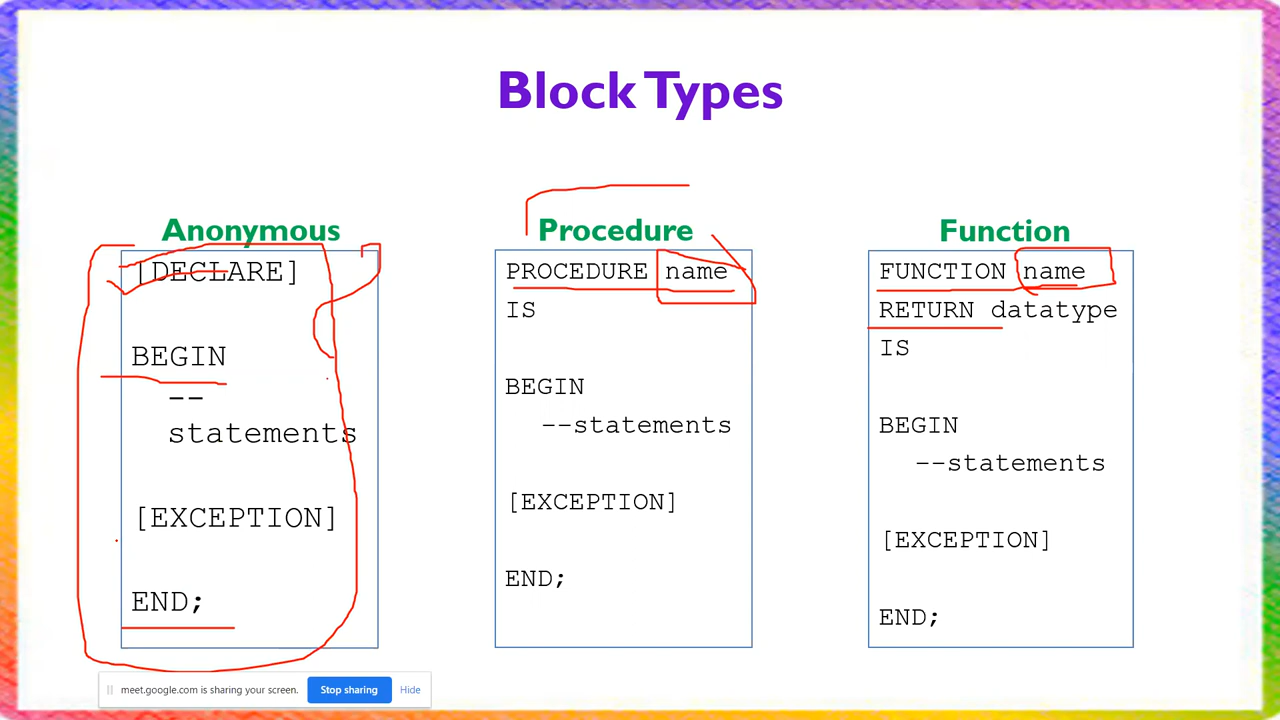 Block Types
Anonymous
[DECLARE]
BEGIN
--
statements
[EXCEPTION]
END;
Procedure
PROCEDURE name
IS
BEGIN
--statements
[EXCEPTION]
END;
Function
FUNCTION name
RETURN datatype
IS
BEGIN
--statements
[EXCEPTION]
END;
meet.google.com is sharing your screen. Stop sharing Hide